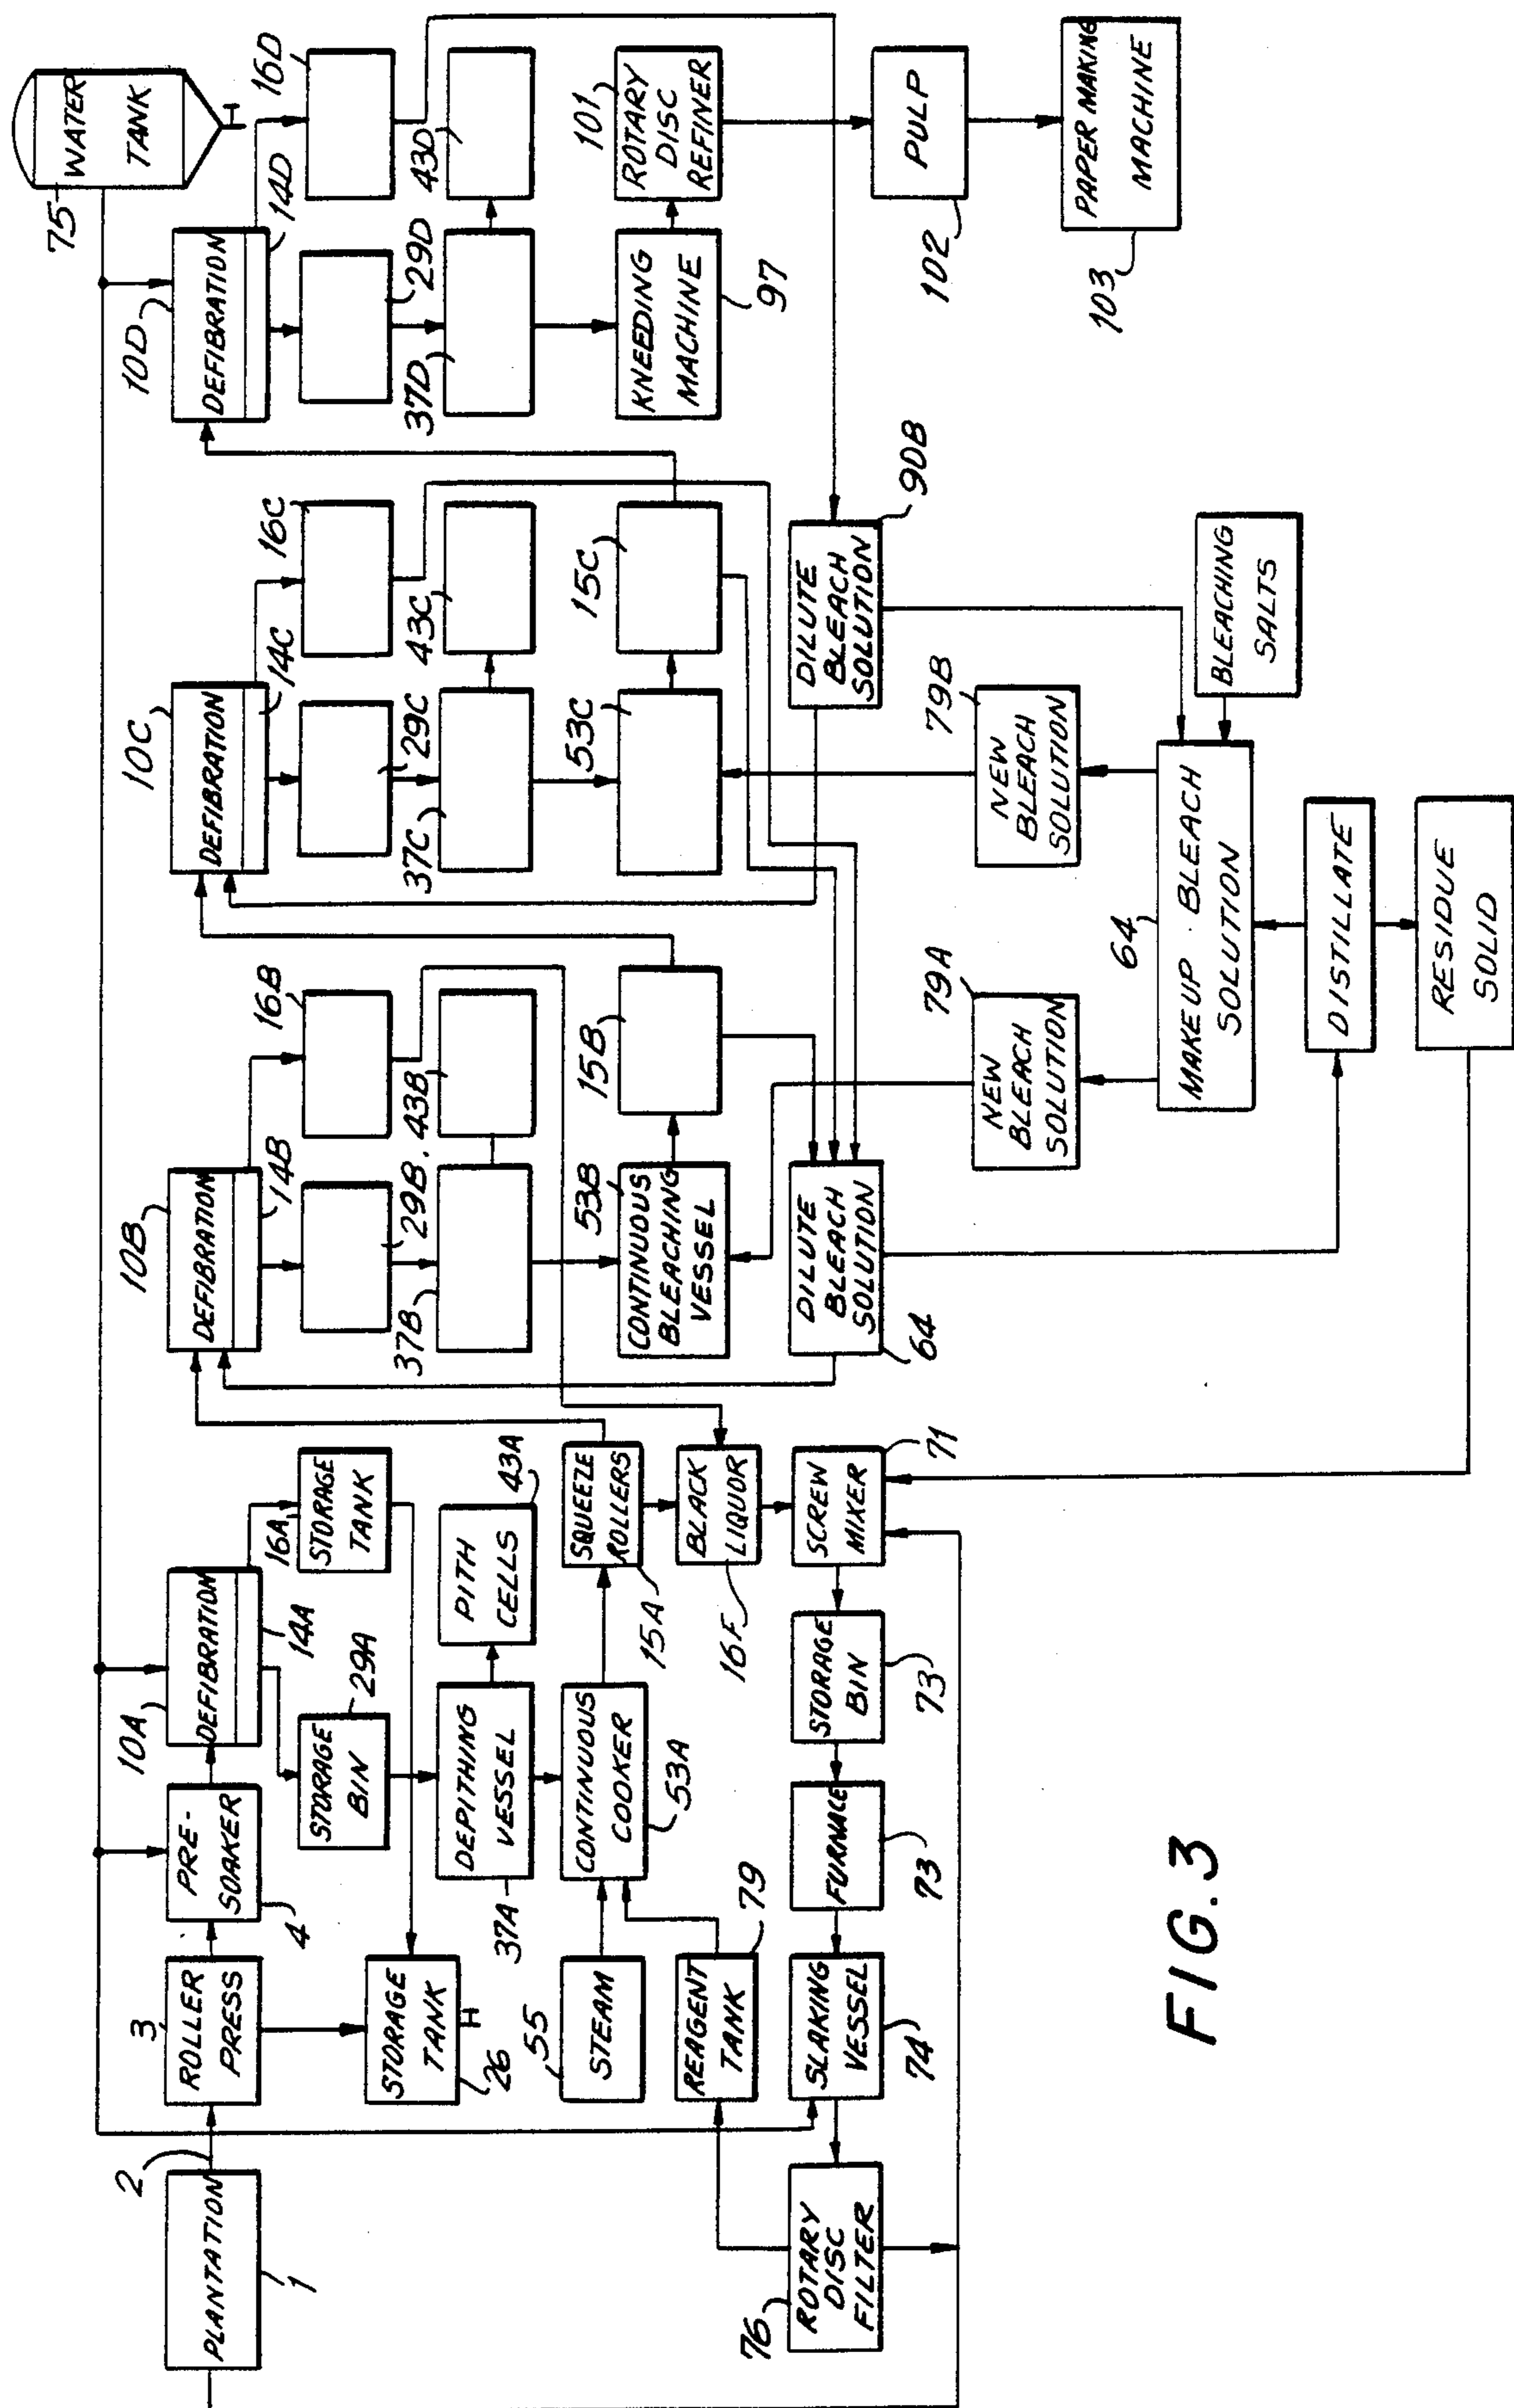 PLANTATION
1
2
3
ROLLER
PRESS
PRE-
SOAKER
4
10A
DEFIBRATION
14A
16A
STORAGE
TANK
STORAGE
BIN
29A
STORAGE
TANK
26
DEPITHING
VESSEL
37A
PITH
CELLS
43A
55
STEAM
CONTINUOUS
COOKER
53A
SQUEEZE
ROLLERS
15A
REAGENT
TANK
79
BLACK
LIQUOR
16F
76
ROTARY
DISC
FILTER
SLAKING
VESSEL
74
FURNACE
73
STORAGE
BIN
73
SCREW
MIXER
71
10B
DEFIBRATION
14B
16B
29B
37B
43B
53B
CONTINUOUS
BLEACHING
VESSEL
15B
DILUTE
BLEACH
SOLUTION
64
10C
DEFIBRATION
14C
16C
29C
37C
43C
53C
15C
DILUTE
BLEACH
SOLUTION
90B
79A
NEW
BLEACH
SOLUTION
79B
NEW
BLEACH
SOLUTION
64
MAKEUP BLEACH
SOLUTION
BLEACHING
SALTS
DISTILLATE
RESIDUE
SOLID
75
WATER
TANK
10D
DEFIBRATION
14D
16D
29D
37D
43D
KNEEDING
MACHINE
97
101
ROTARY
DISC
REFINER
PULP
102
PAPER MAKING
MACHINE
103
FIG. 3